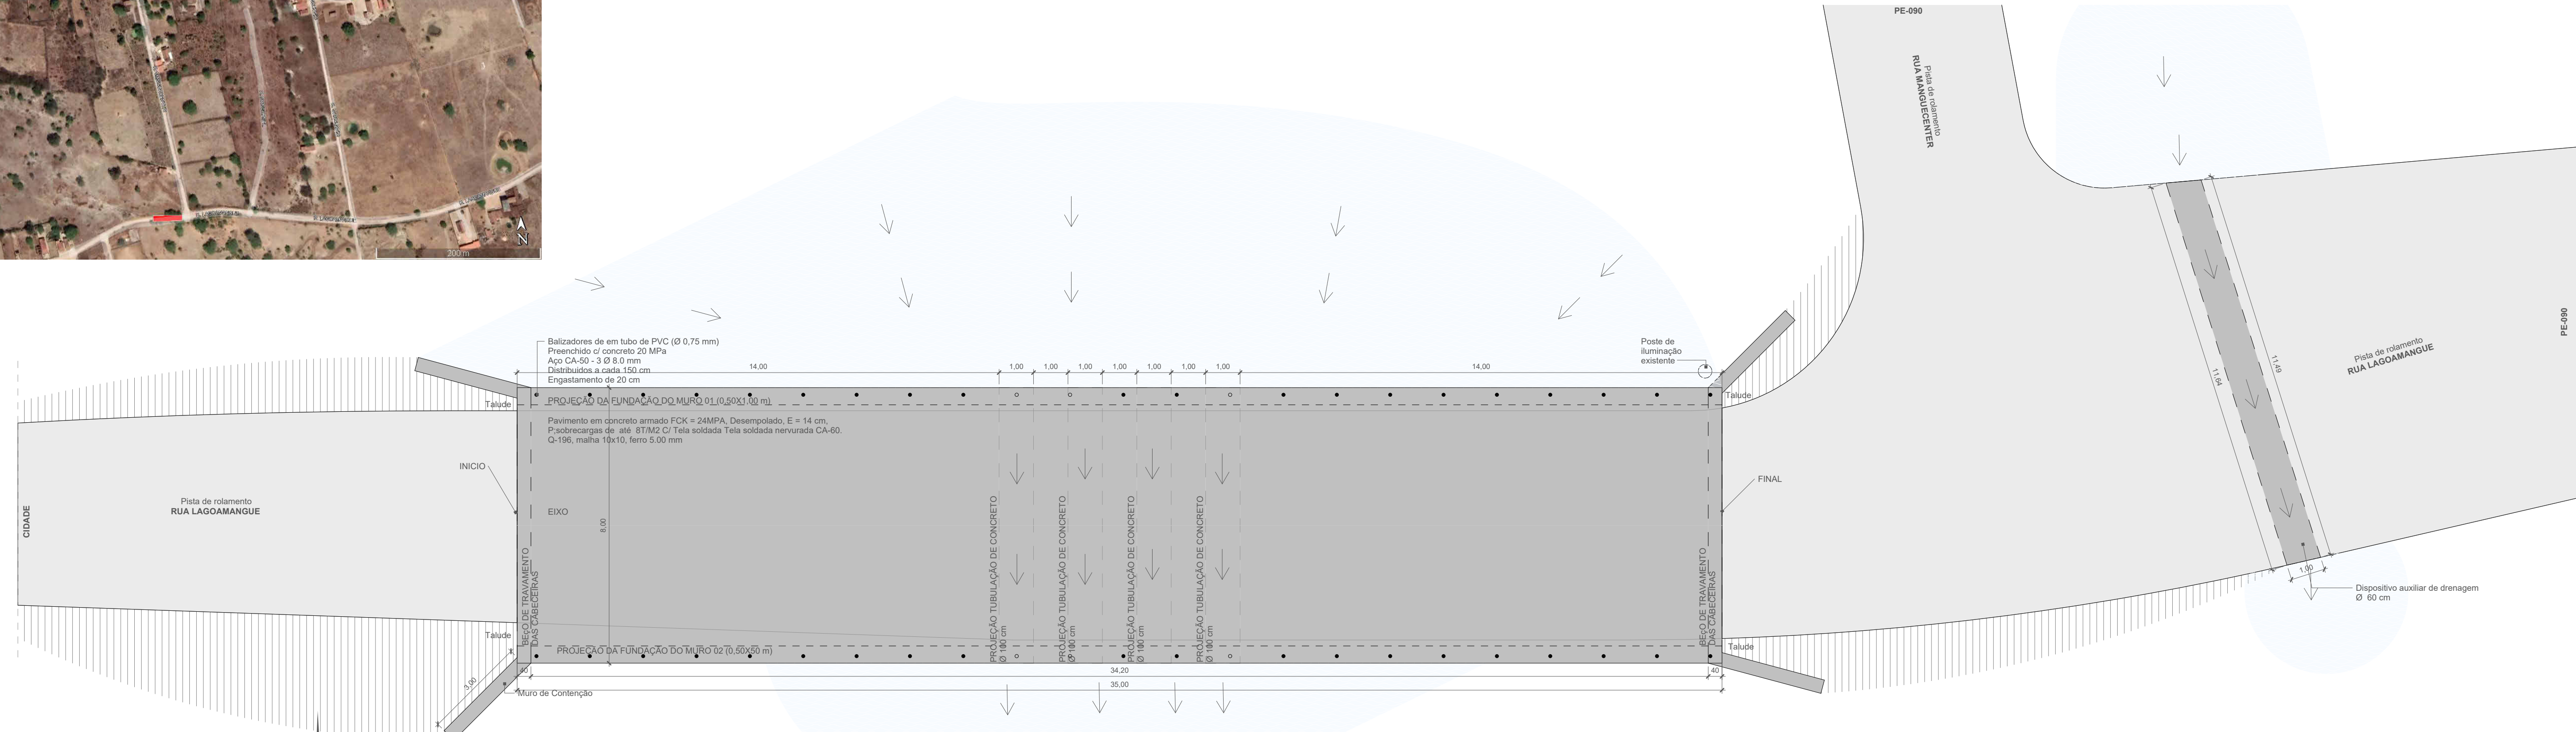 200 m
N
PE-090
Pista de rolamento
RUA MANGUECENTER
Balizadores de em tubo de PVC (Ø 0,75 mm)
Preenchido c/ concreto 20 MPa
Aço CA-50 - 3 Ø 8.0 mm
Distribuidos a cada 150 cm
Engastamento de 20 cm
Poste de
iluminação
existente
14,00
1,00
1,00
1,00
1,00
1,00
1,00
1,00
14,00
Talude
PROJEÇÃO DA FUNDAÇÃO DO MURO 01 (0,50X1,00 m)
Talude
Pavimento em concreto armado FCK = 24MPA, Desempolado, E = 14 cm,
P;sobrecargas de até 8T/M2 C/ Tela soldada Tela soldada nervurada CA-60.
Q-196, malha 10x10, ferro 5.00 mm
INICIO
FINAL
Pista de rolamento
RUA LAGOAMANGUE
CIDADE
EIXO
8,00
BEçO DE TRAVAMENTO
DAS CABECEIRAS
PROJEÇÃO TUBULAÇÃO DE CONCRETO
Ø 100 cm
PROJEÇÃO TUBULAÇÃO DE CONCRETO
Ø 100 cm
PROJEÇÃO TUBULAÇÃO DE CONCRETO
Ø 100 cm
PROJEÇÃO TUBULAÇÃO DE CONCRETO
Ø 100 cm
BEçO DE TRAVAMENTO
DAS CABECEIRAS
Talude
PROJEÇÃO DA FUNDAÇÃO DO MURO 02 (0,50X50 m)
Talude
40
34,20
40
35,00
3,00
Muro de Contenção
11,64
11,49
Pista de rolamento
RUA LAGOAMANGUE
PE-090
1,00
Dispositivo auxiliar de drenagem
Ø 60 cm